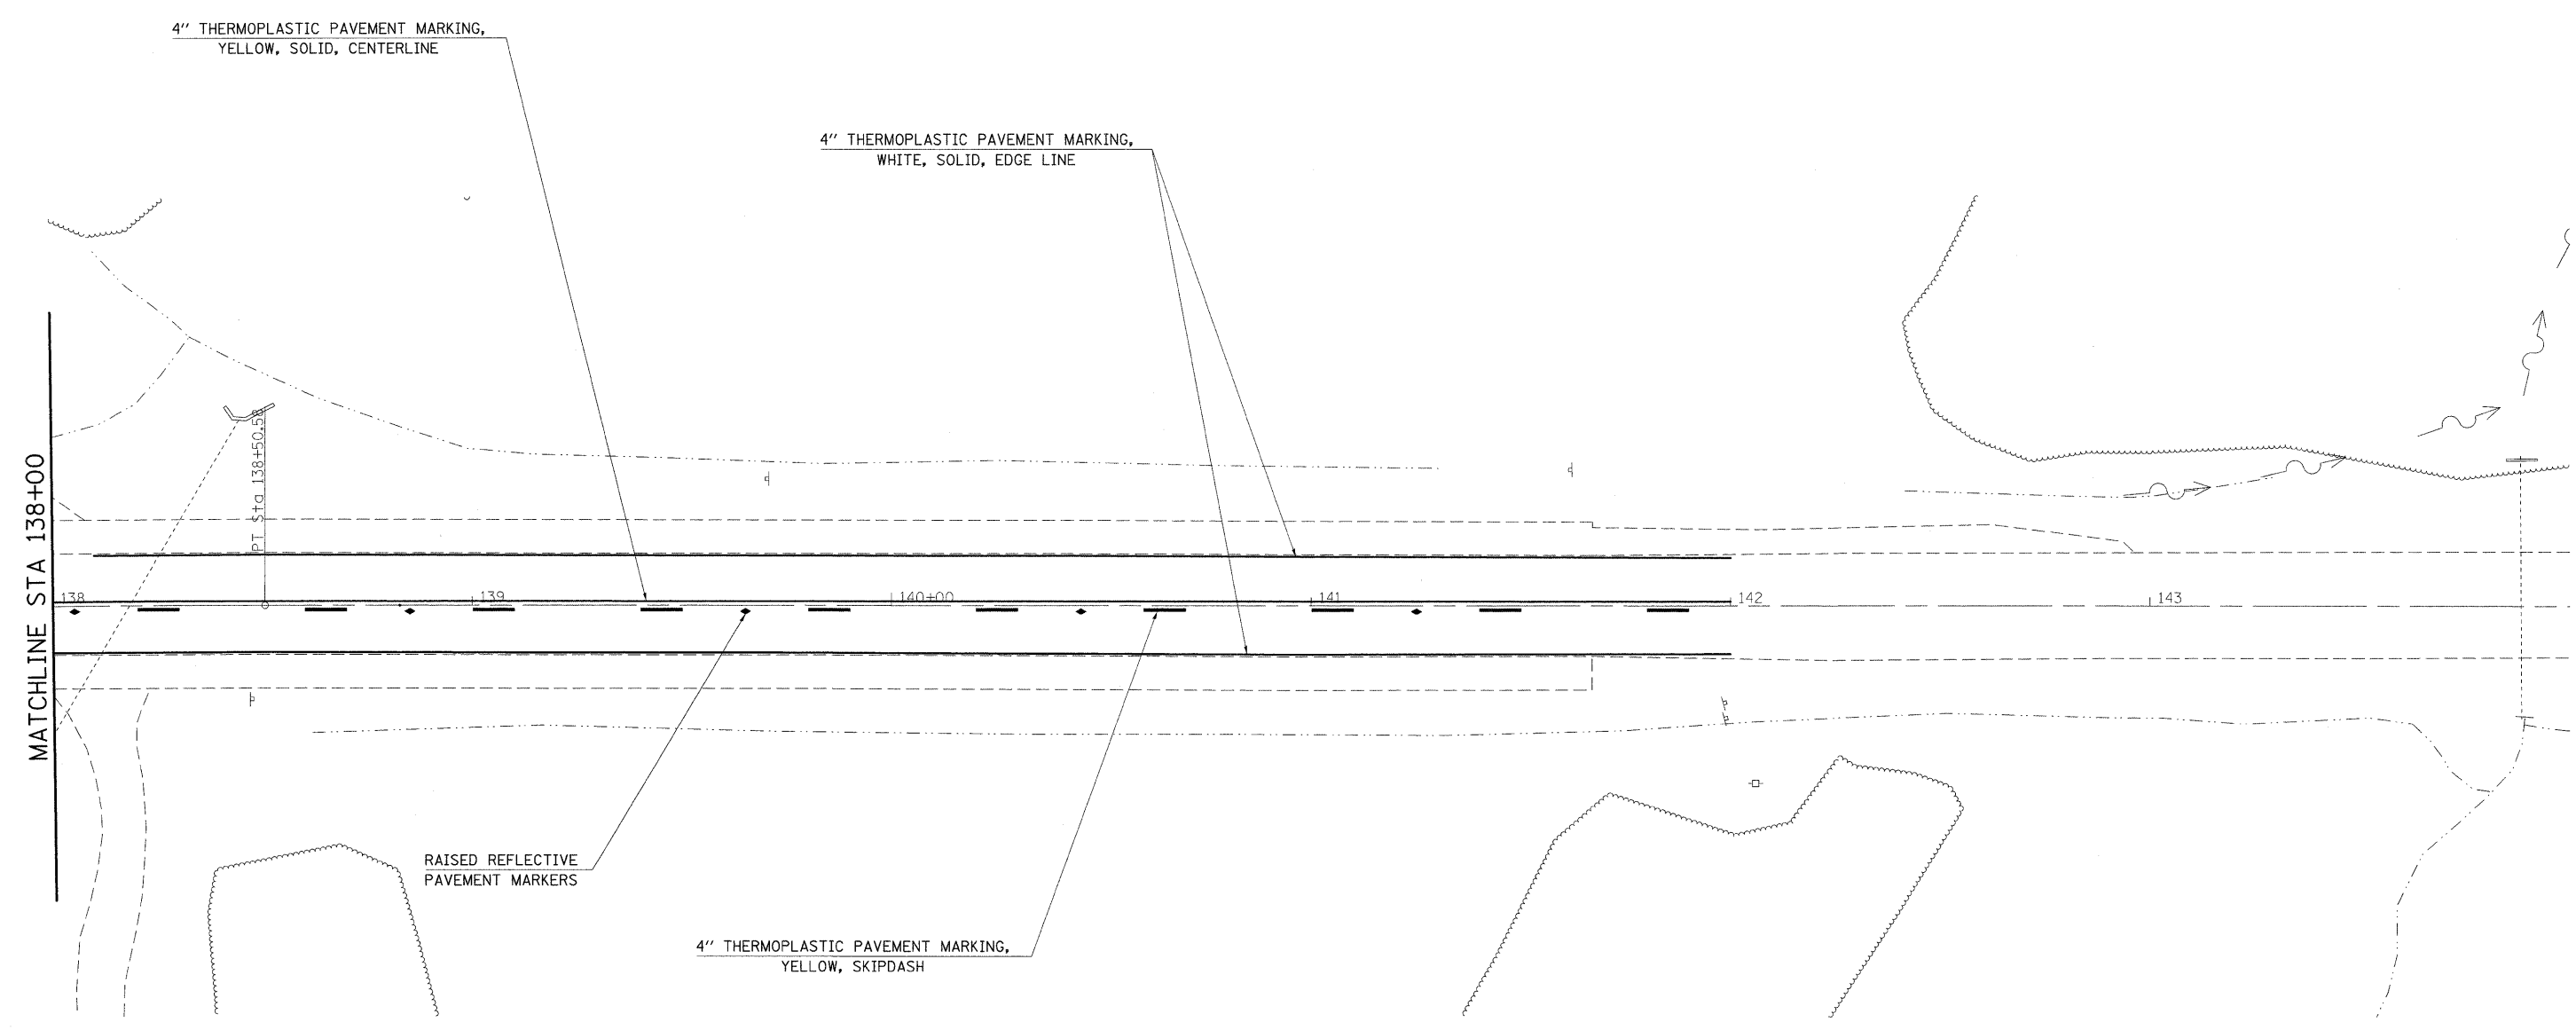 4" THERMOPLASTIC PAVEMENT MARKING,
YELLOW, SOLID, CENTERLINE
4" THERMOPLASTIC PAVEMENT MARKING,
WHITE, SOLID, EDGE LINE
MATCHLINE STA 138+00
PT Sta 138+50.58
138
139
140+00
141
142
143
RAISED REFLECTIVE
PAVEMENT MARKERS
4" THERMOPLASTIC PAVEMENT MARKING,
YELLOW, SKIPDASH